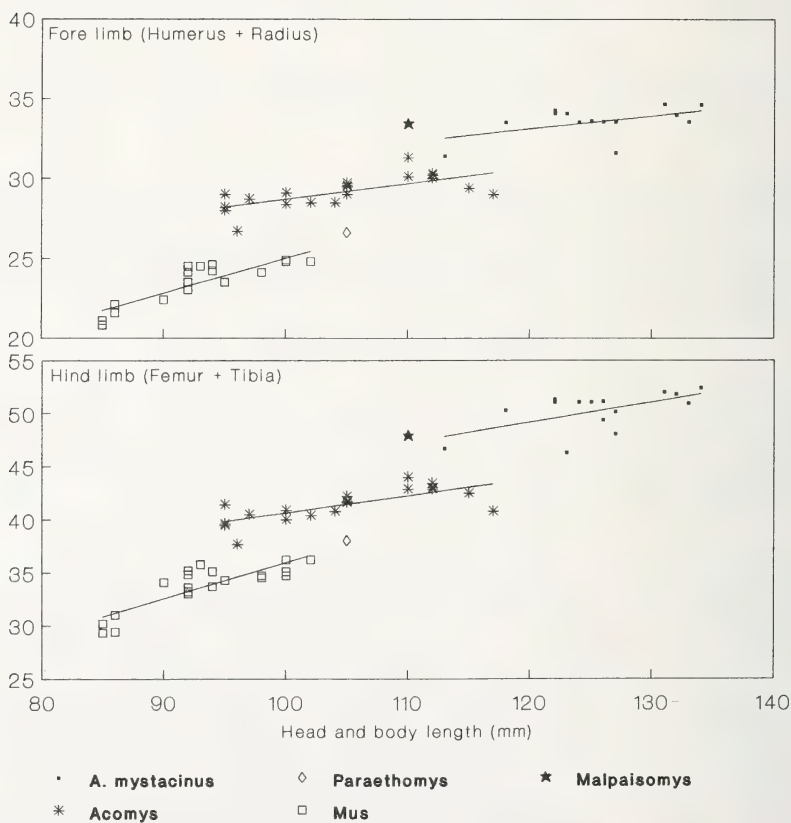 40
Fore limb (Humerus + Radius)
35
30
25
20
55
Hind limb (Femur + Tibia)
50
45
40
35
30
25
80 90 100 110 120 130 140
Head and body length (mm)
A. mystacinus Paraethomys Malpaisomys
Acomys Mus